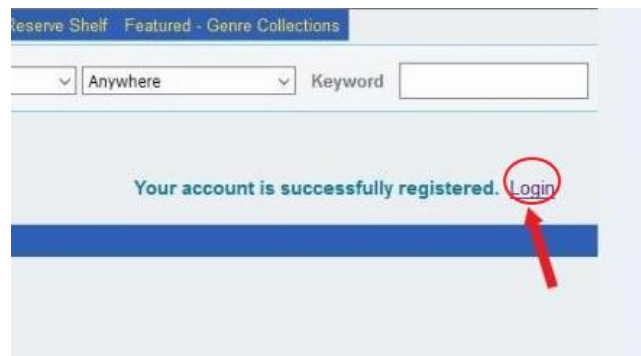 Reserve Shelf Featured - Genre Collections
Anywhere Keyword
Your account is successfully registered. Login